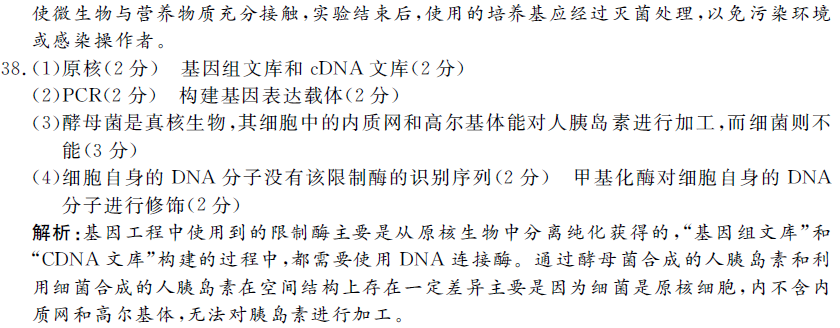 使微生物与营养物质充分接触,实验结束后,使用的培养基应经过灭菌处理,以免污染环境
或感染操作者。
38.(1)原核(2分) 基因组文库和 cDNA 文库(2分)
(2)PCR(2分) 构建基因表达载体(2分)
(3)酵母菌是真核生物,其细胞中的内质网和高尔基体能对人胰岛素进行加工,而细菌则不
能(3分)
(4)细胞自身的 DNA 分子没有该限制酶的识别序列(2分) 甲基化酶对细胞自身的 DNA
分子进行修饰(2分)
解析:基因工程中使用到的限制酶主要是从原核生物中分离纯化获得的,“基因组文库”和
“CDNA 文库”构建的过程中,都需要使用 DNA 连接酶。通过酵母菌合成的人胰岛素和利
用细菌合成的人胰岛素在空间结构上存在一定差异主要是因为细菌是原核细胞,内不含内
质网和高尔基体,无法对胰岛素进行加工。